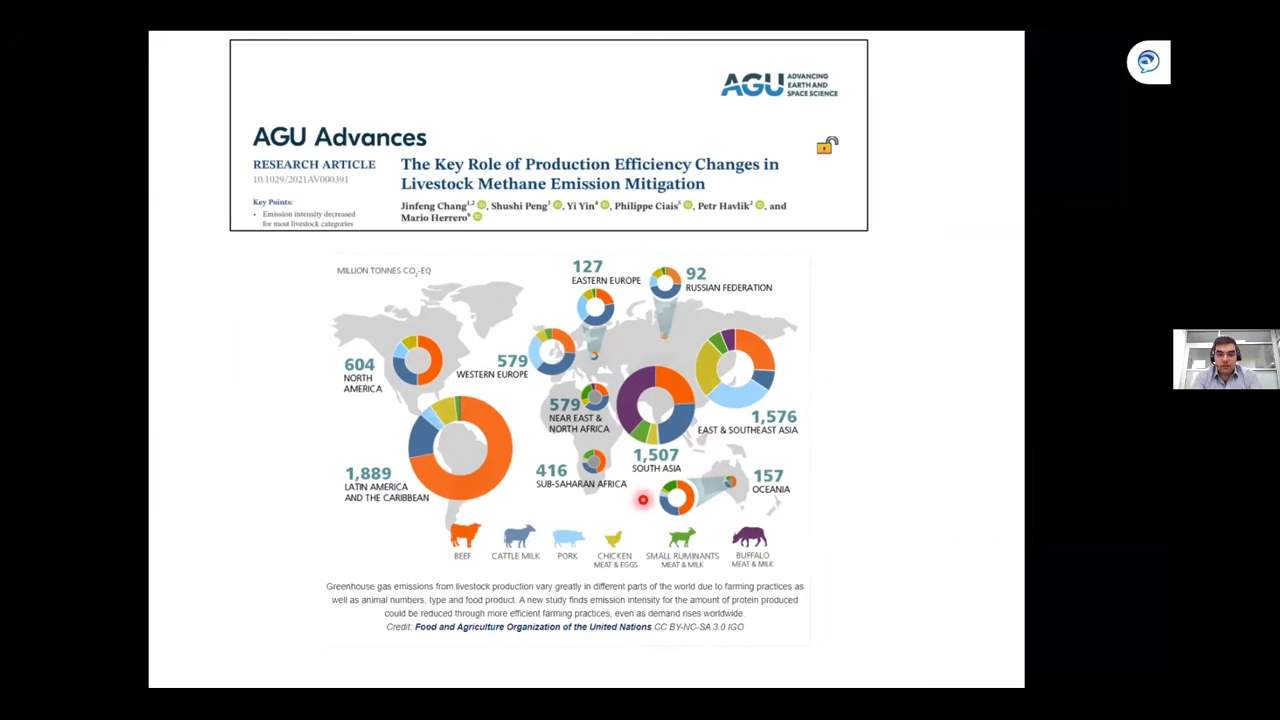 AGU ADVANCING
EARTH AND
SPACE SCIENCE
AGU Advances
RESEARCH ARTICLE
10.1029/2021AV000391
Key Points:
• Emission intensity decreased
for most livestock categories
The Key Role of Production Efficiency Changes in
Livestock Methane Emission Mitigation
Jinfeng Chang1,2, Shushi Peng3, Yi Yin4, Philippe Ciais5, Petr Havlik2, and
Mario Herrero6
MILLION TONNES CO2-EQ
127
EASTERN EUROPE
92
RUSSIAN FEDERATION
604
NORTH
AMERICA
579
WESTERN EUROPE
579
NEAR EAST &
NORTH AFRICA
1,576
EAST & SOUTHEAST ASIA
1,889
LATIN AMERICA
AND THE CARIBBEAN
416
SUB-SAHARAN AFRICA
1,507
SOUTH ASIA
157
OCEANIA
BEEF
CATTLE MILK
PORK
CHICKEN
MEAT & EGGS
SMALL RUMINANTS
MEAT & MILK
BUFFALO
MEAT & MILK
Greenhouse gas emissions from livestock production vary greatly in different parts of the world due to farming practices as
well as animal numbers, type and food product. A new study finds emission intensity for the amount of protein produced
could be reduced through more efficient farming practices, even as demand rises worldwide.
Credit: Food and Agriculture Organization of the United Nations CC BY-NC-SA 3.0 IGO